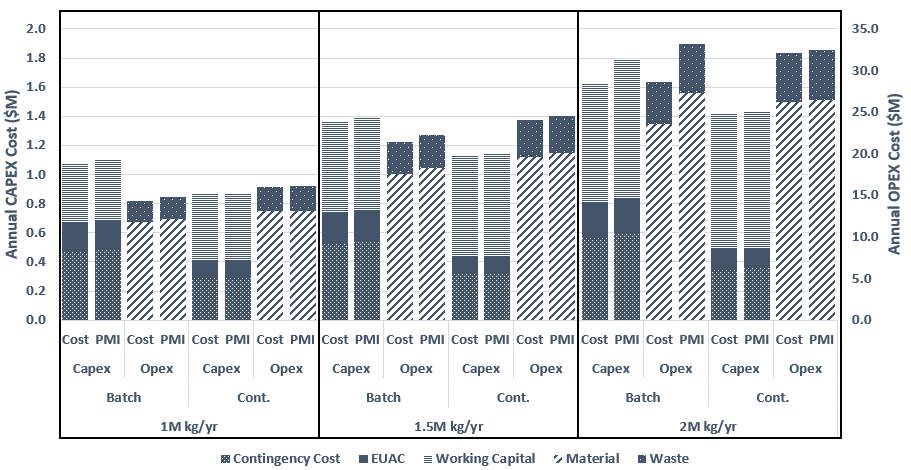 2.0 35.0
1.8 30.0
1.6 25.0
1.4 20.0
1.2 15.0
1.0 10.0
0.8 5.0
0.6 0.0
0.4
0.2
0.0
Annual CAPEX Cost ($M)
Annual OPEX Cost ($M)
Cost PMI Cost PMI Cost PMI Cost PMI Cost PMI Cost PMI Cost PMI Cost PMI Cost PMI Cost PMI Cost PMI Cost PMI
Capex Opex Capex Opex Capex Opex Capex Opex Capex Opex Capex Opex
Batch Cont. Batch Cont. Batch Cont.
1M kg/yr 1.5M kg/yr 2M kg/yr
Contingency Cost EUAC Working Capital Material Waste